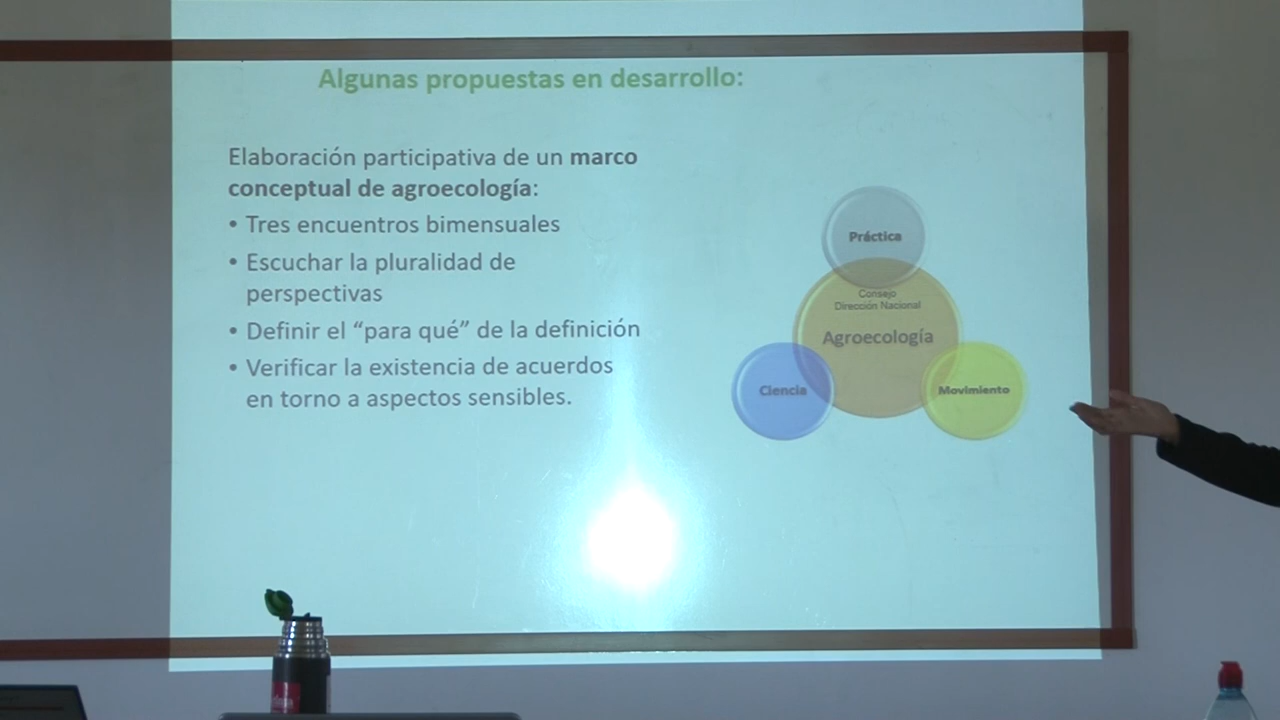 Algunas propuestas en desarrollo:
Elaboración participativa de un marco
conceptual de agroecología:
• Tres encuentros bimensuales
• Escuchar la pluralidad de
perspectivas
• Definir el “para qué” de la definición
• Verificar la existencia de acuerdos
en torno a aspectos sensibles.
Práctica
Consejo
Dirección Nacional
Agroecología
Ciencia
Movimiento